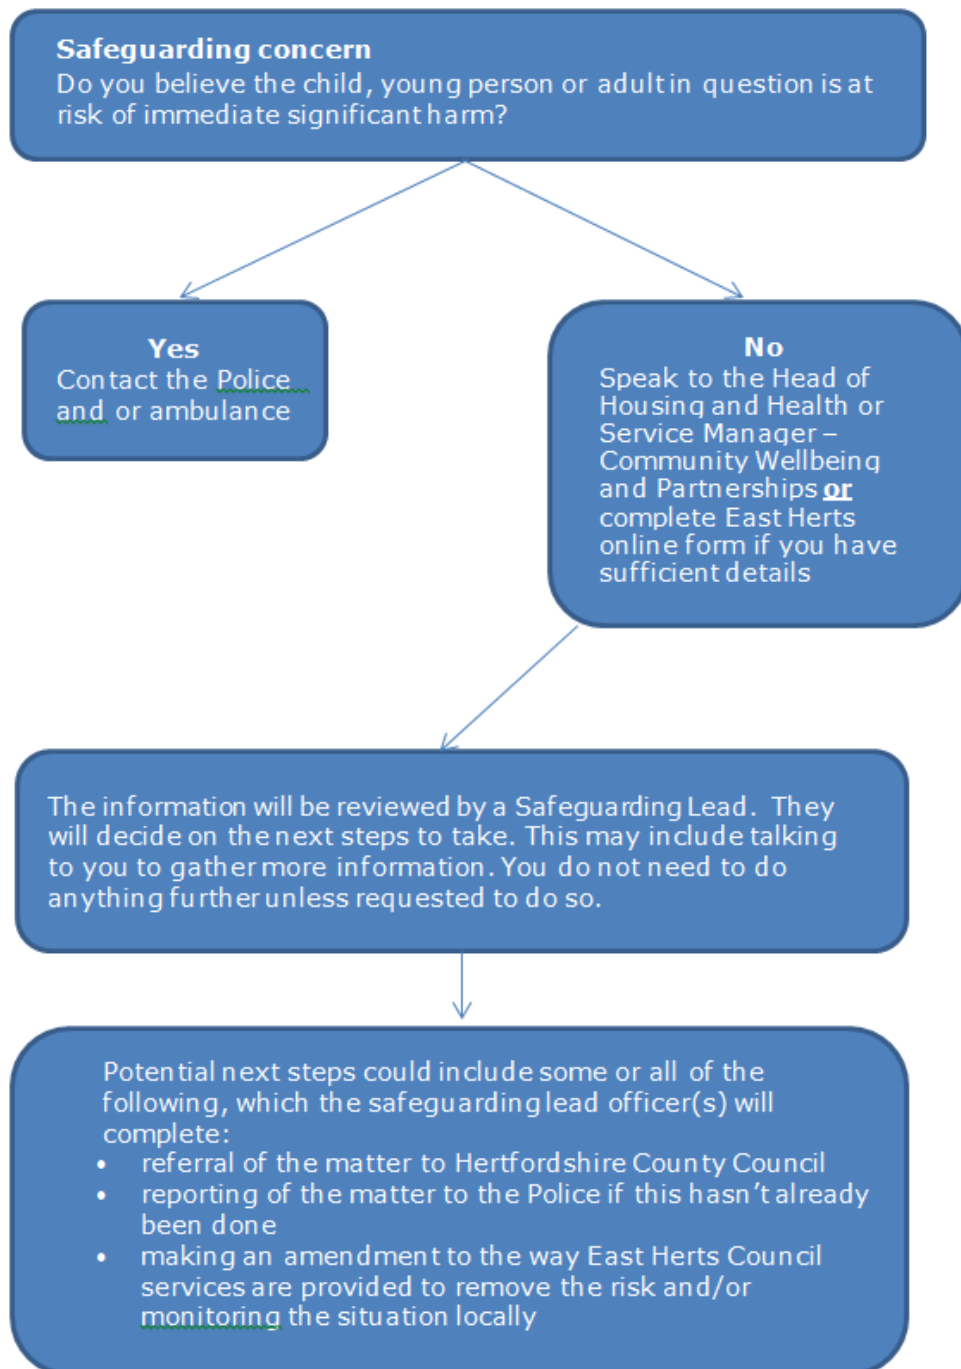 Safeguarding concern
Do you believe the child, young person or adult in question is at
risk of immediate significant harm?
Yes
Contact the Police
and or ambulance
No
Speak to the Head of
Housing and Health or
Service Manager –
Community Wellbeing
and Partnerships or
complete East Herts
online form if you have
sufficient details
The information will be reviewed by a Safeguarding Lead. They
will decide on the next steps to take. This may include talking
to you to gather more information. You do not need to do
anything further unless requested to do so.
Potential next steps could include some or all of the
following, which the safeguarding lead officer(s) will
complete:
• referral of the matter to Hertfordshire County Council
• reporting of the matter to the Police if this hasn’t already
been done
• making an amendment to the way East Herts Council
services are provided to remove the risk and/or
monitoring the situation locally